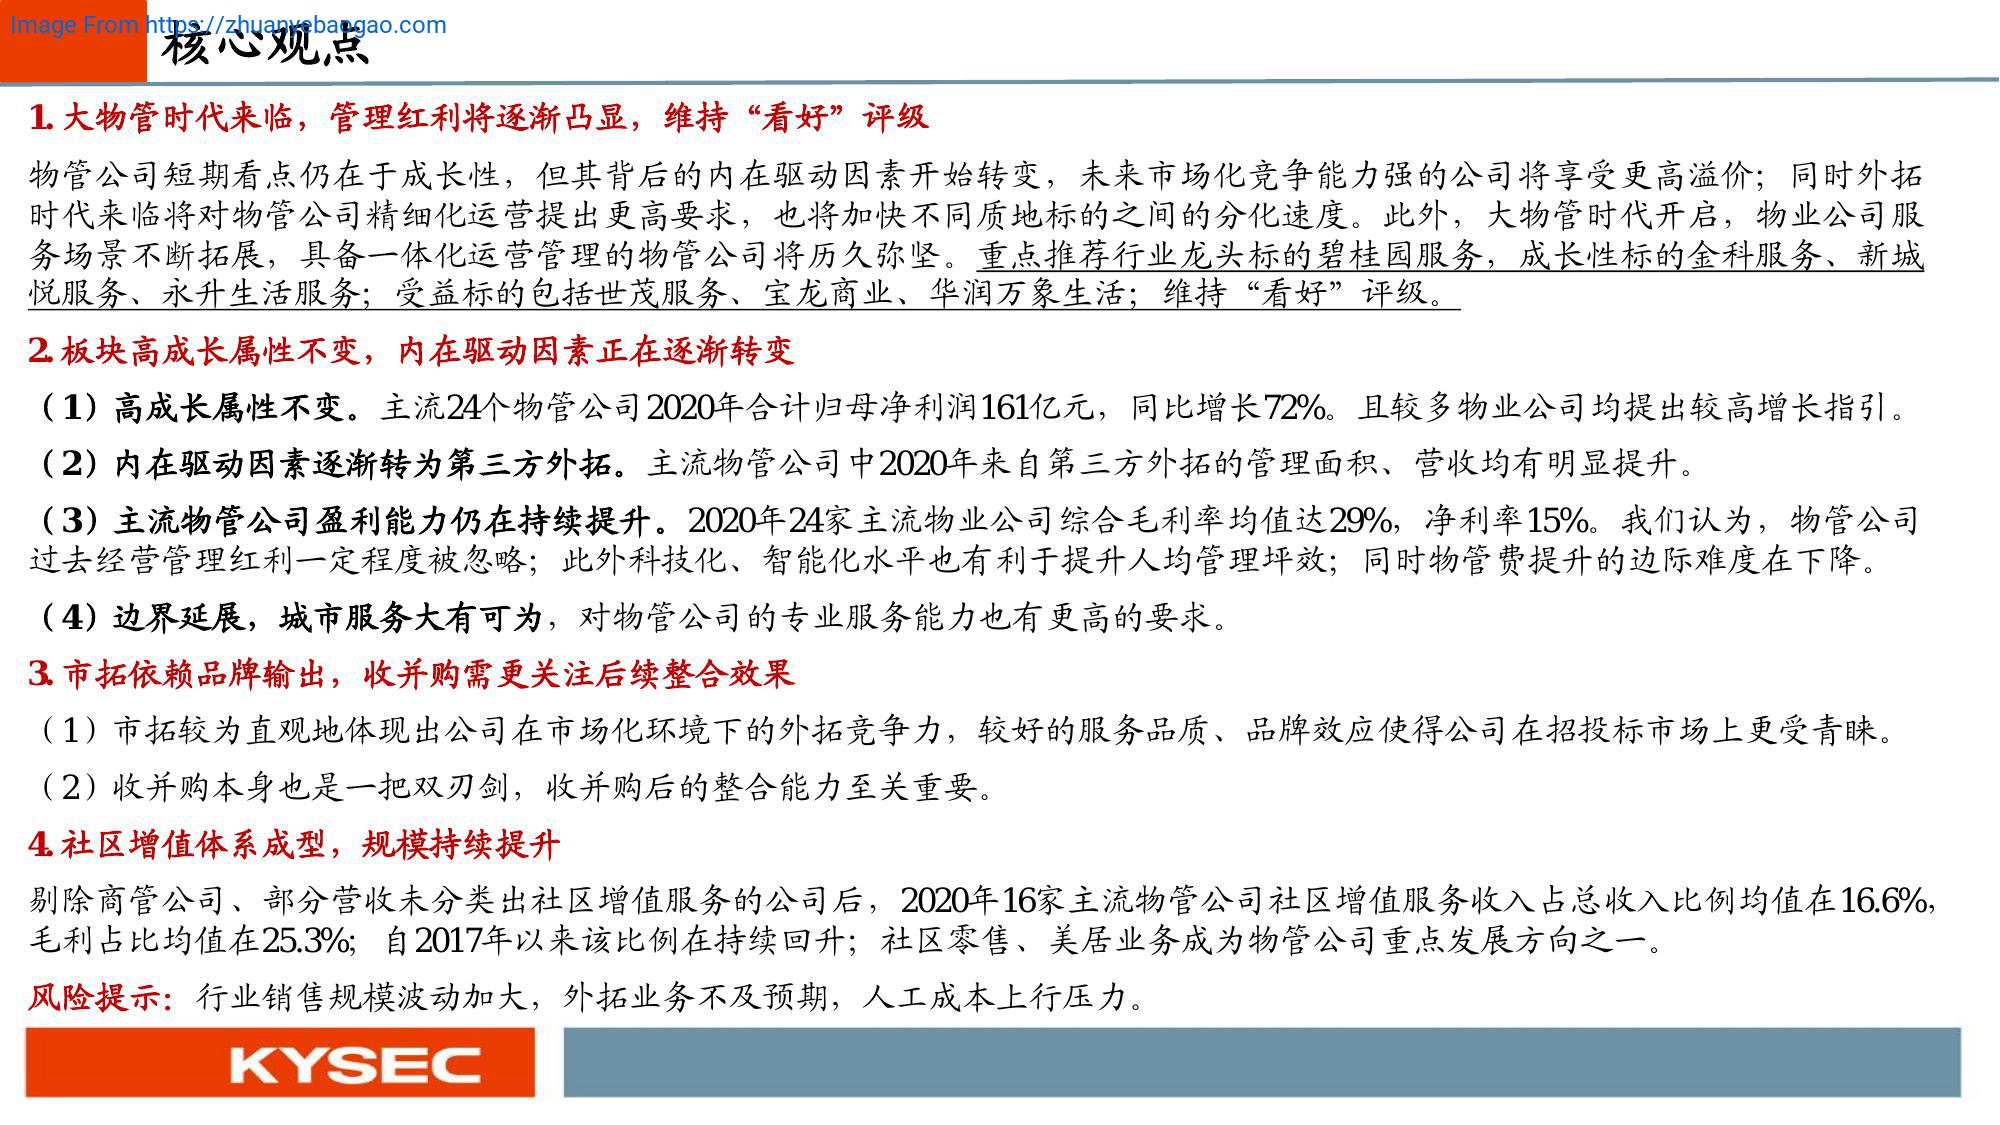 Image From https://zhuanyebaogao.com
核心观点
1. 大物管时代来临，管理红利将逐渐凸显，维持“看好”评级
物管公司短期看点仍在于成长性，但其背后的内在驱动因素开始转变，未来市场化竞争能力强的公司将享受更高溢价；同时外拓
时代来临将对物管公司精细化运营提出更高要求，也将加快不同质地标的之间的分化速度。此外，大物管时代开启，物业公司服
务场景不断拓展，具备一体化运营管理的物管公司将历久弥坚。重点推荐行业龙头标的碧桂园服务，成长性标的金科服务、新城
悦服务、永升生活服务；受益标的包括世茂服务、宝龙商业、华润万象生活；维持“看好”评级。
2. 板块高成长属性不变，内在驱动因素正在逐渐转变
（1）高成长属性不变。主流24个物管公司2020年合计归母净利润161亿元，同比增长72%。且较多物业公司均提出较高增长指引。
（2）内在驱动因素逐渐转为第三方外拓。主流物管公司中2020年来自第三方外拓的管理面积、营收均有明显提升。
（3）主流物管公司盈利能力仍在持续提升。2020年24家主流物业公司综合毛利率均值达29%，净利率15%。我们认为，物管公司
过去经营管理红利一定程度被忽略；此外科技化、智能化水平也有利于提升人均管理坪效；同时物管费提升的边际难度在下降。
（4）边界延展，城市服务大有可为，对物管公司的专业服务能力也有更高的要求。
3. 市拓依赖品牌输出，收并购需更关注后续整合效果
（1）市拓较为直观地体现出公司在市场化环境下的外拓竞争力，较好的服务品质、品牌效应使得公司在招投标市场上更受青睐。
（2）收并购本身也是一把双刃剑，收并购后的整合能力至关重要。
4. 社区增值体系成型，规模持续提升
剔除商管公司、部分营收未分类出社区增值服务的公司后，2020年16家主流物管公司社区增值服务收入占总收入比例均值在16.6%，
毛利占比均值在25.3%；自2017年以来该比例在持续回升；社区零售、美居业务成为物管公司重点发展方向之一。
风险提示：行业销售规模波动加大，外拓业务不及预期，人工成本上行压力。
KYSEC